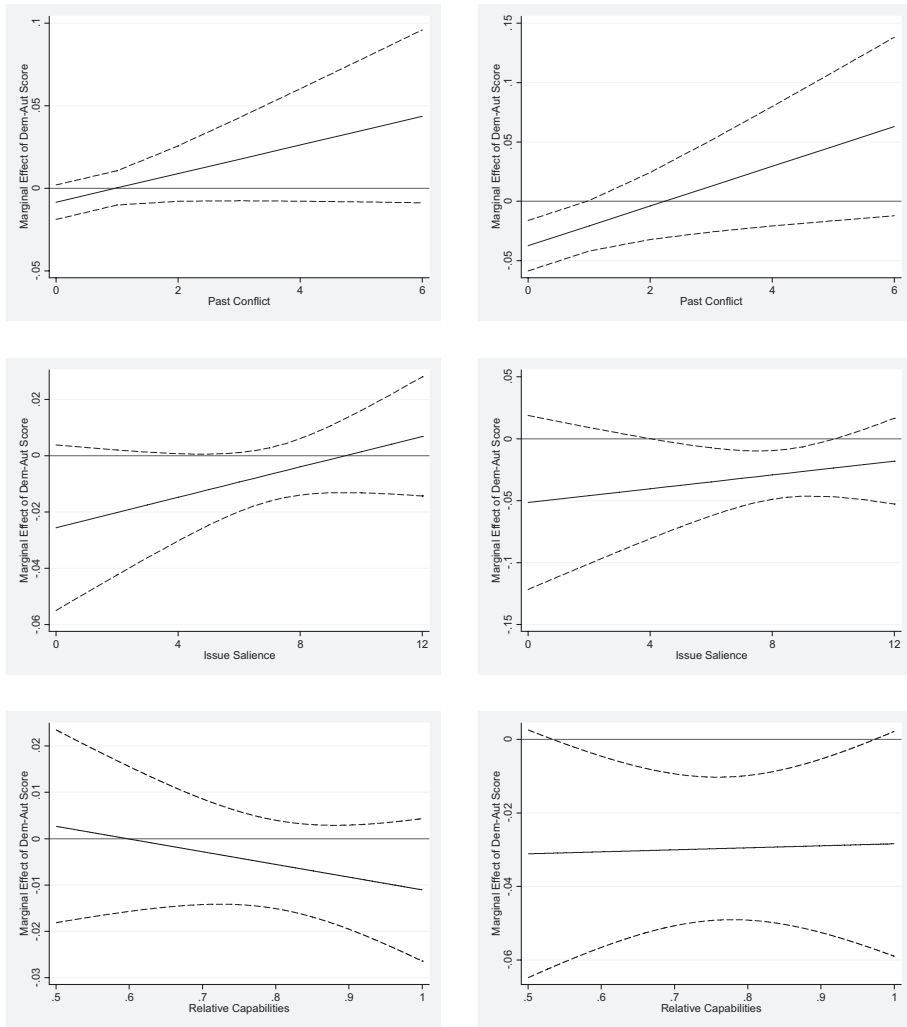 Marginal Effect of Dem-Aut Score
.1
.05
0
-.05
0 2 4 6
Past Conflict
Marginal Effect of Dem-Aut Score
.15
.1
.05
0
-.05
0 2 4 6
Past Conflict
Marginal Effect of Dem-Aut Score
.02
0
-.02
-.04
-.06
0 4 8 12
Issue Salience
Marginal Effect of Dem-Aut Score
.05
0
-.05
-.1
-.15
0 4 8 12
Issue Salience
Marginal Effect of Dem-Aut Score
.02
.01
0
-.01
-.02
-.03
.5 .6 .7 .8 .9 1
Relative Capabilities
Marginal Effect of Dem-Aut Score
0
-.02
-.04
-.06
.5 .6 .7 .8 .9 1
Relative Capabilities